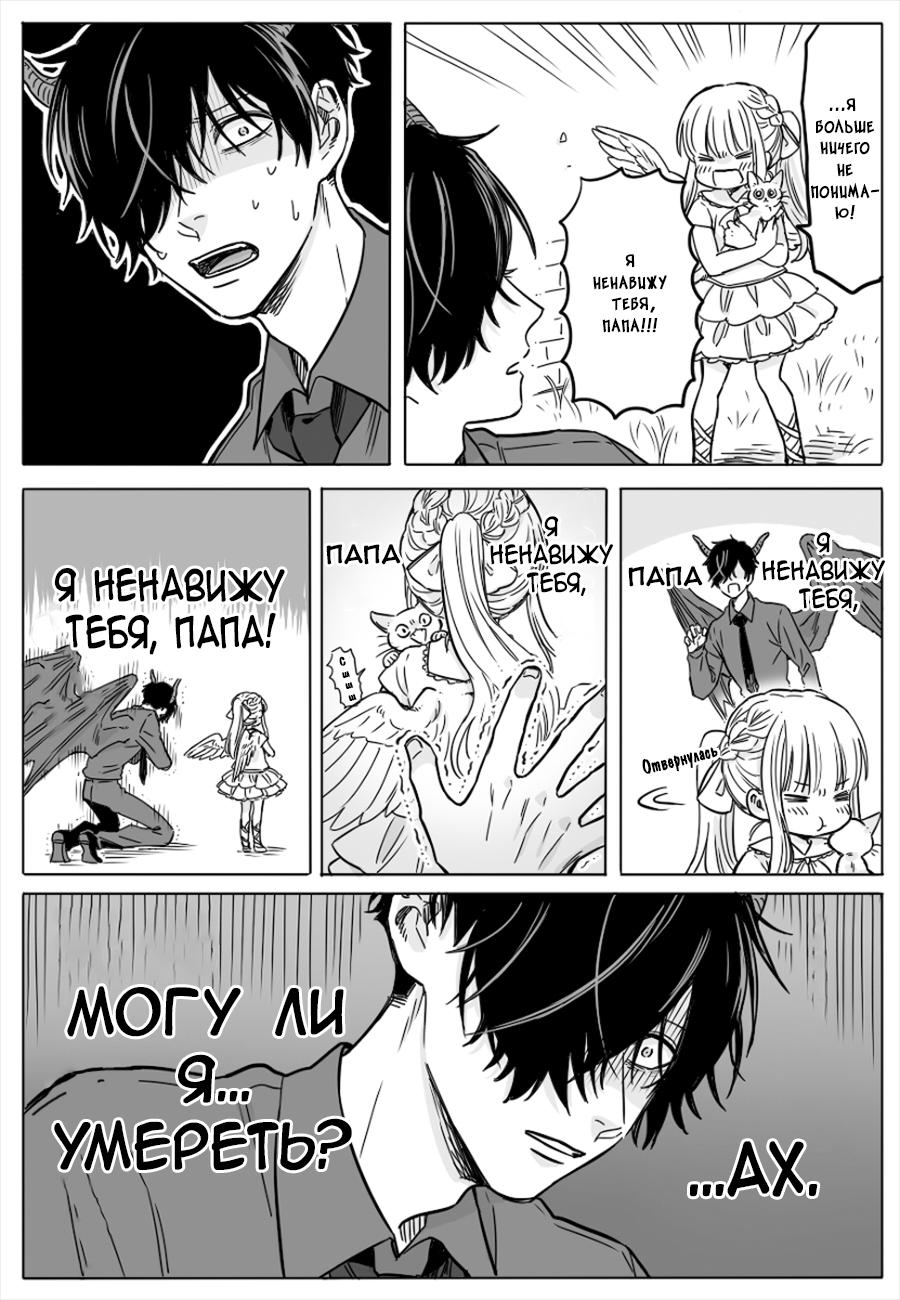 ...Я
БОЛЬШЕ
НИЧЕГО
НЕ
ПОНИМА-
Ю!
Я
НЕНАВИЖУ
ТЕБЯ,
ПАПА!!!
Я
НЕНАВИЖУ
ТЕБЯ,
ПАПА
Отвернулась
Я
НЕНАВИЖУ
ТЕБЯ,
ПАПА
Сшшш
Я НЕНАВИЖУ
ТЕБЯ, ПАПА!
...АХ.
МОГУ ЛИ
Я...
УМЕРЕТЬ?